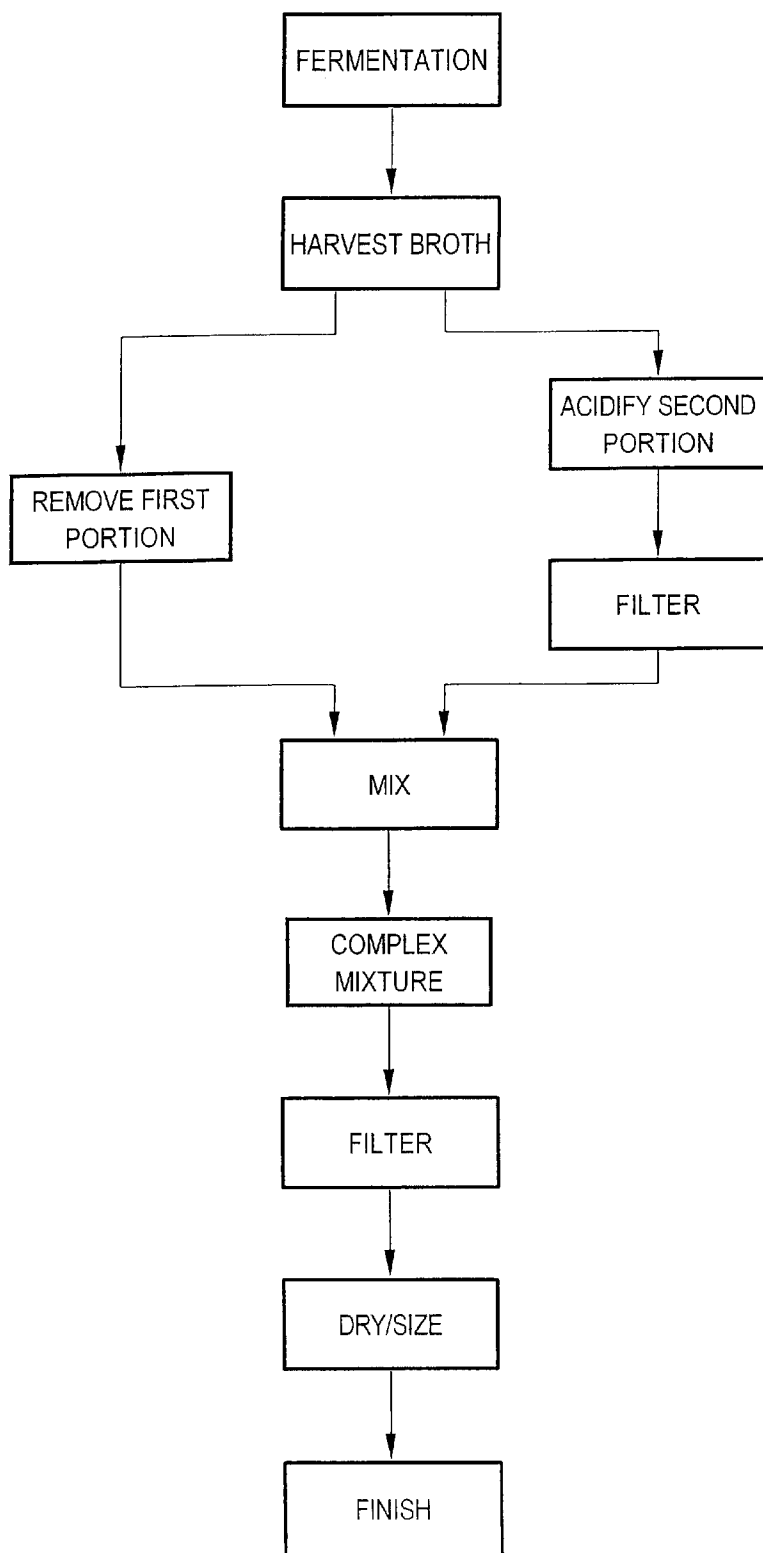 FERMENTATION
HARVEST BROTH
ACIDIFY SECOND
PORTION
REMOVE FIRST
PORTION
FILTER
MIX
COMPLEX
MIXTURE
FILTER
DRY/SIZE
FINISH